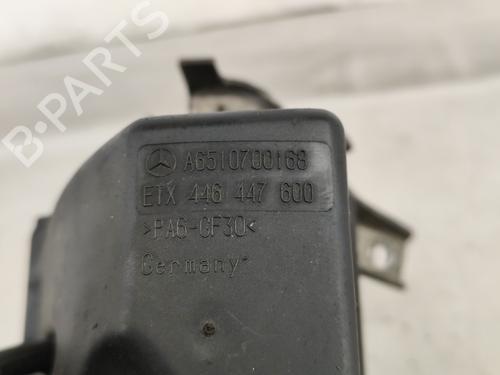 A6510700168
ETX 446 447 600
>PA6-GF30<
Germany
B-PARTS